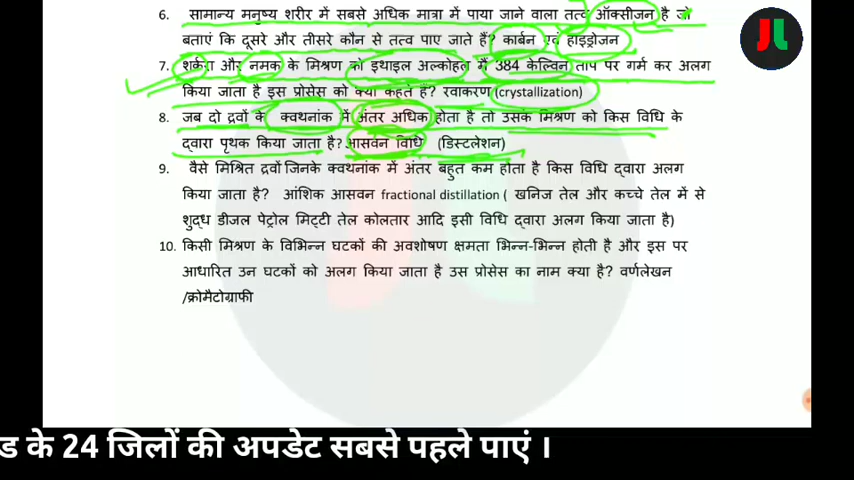 6. सामान्य मनुष्य शरीर में सबसे अधिक मात्रा में पाया जाने वाला तत्व ऑक्सीजन है जो
बताएं कि दूसरे और तीसरे कौन से तत्व पाए जाते हैं? कार्बन एवं हाइड्रोजन
7. शर्करा और नमक के मिश्रण को इथाइल अल्कोहल में 384 केल्विन ताप पर गर्म कर अलग
किया जाता है इस प्रोसेस को क्या कहते हैं? रवाकरण (crystallization)
8. जब दो द्रवों के क्वथनांक में अंतर अधिक होता है तो उसके मिश्रण को किस विधि के
द्वारा पृथक किया जाता है? आसवन विधि (डिस्टलेशन)
9. वैसे मिश्रित द्रवों जिनके क्वथनांक में अंतर बहुत कम होता है किस विधि द्वारा अलग
किया जाता है? आंशिक आसवन fractional distillation ( खनिज तेल और कच्चे तेल में से
शुद्ध डीजल पेट्रोल मिट्टी तेल कोलतार आदि इसी विधि द्वारा अलग किया जाता है)
10. किसी मिश्रण के विभिन्न घटकों की अवशोषण क्षमता भिन्न-भिन्न होती है और इस पर
आधारित उन घटकों को अलग किया जाता है उस प्रोसेस का नाम क्या है? वर्णलेखन
/क्रोमैटोग्राफी
ड के 24 जिलों की अपडेट सबसे पहले पाएं ।